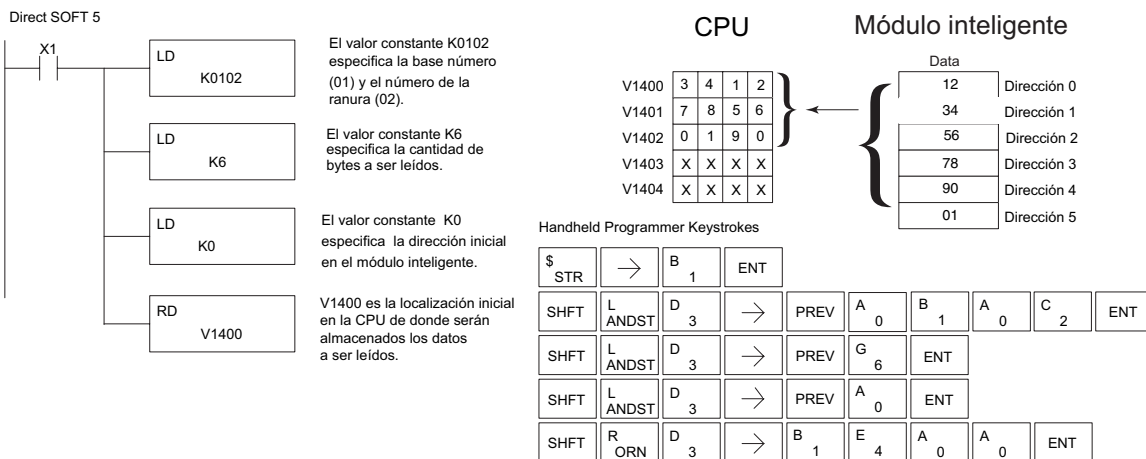 Direct SOFT 5
X1
LD
K0102
El valor constante K0102
especifica la base número
(01) y el número de la
ranura (02).
LD
K6
El valor constante K6
especifica la cantidad de
bytes a ser leídos.
LD
K0
El valor constante K0
especifica la dirección inicial
en el módulo inteligente.
RD
V1400
V1400 es la localización inicial
en la CPU de donde serán
almacenados los datos
a ser leídos.
CPU
Módulo inteligente
Data
V1400 3 4 1 2
V1401 7 8 5 6
V1402 0 1 9 0
V1403 X X X X
V1404 X X X X
12 Dirección 0
34 Dirección 1
56 Dirección 2
78 Dirección 3
90 Dirección 4
01 Dirección 5
Handheld Programmer Keystrokes
$ STR → B 1 ENT
SHFT L ANDST D 3 → PREV A 0 B 1 A 0 C 2 ENT
SHFT L ANDST D 3 → PREV G 6 ENT
SHFT L ANDST D 3 → PREV A 0 ENT
SHFT R ORN D 3 → B 1 E 4 A 0 A 0 ENT